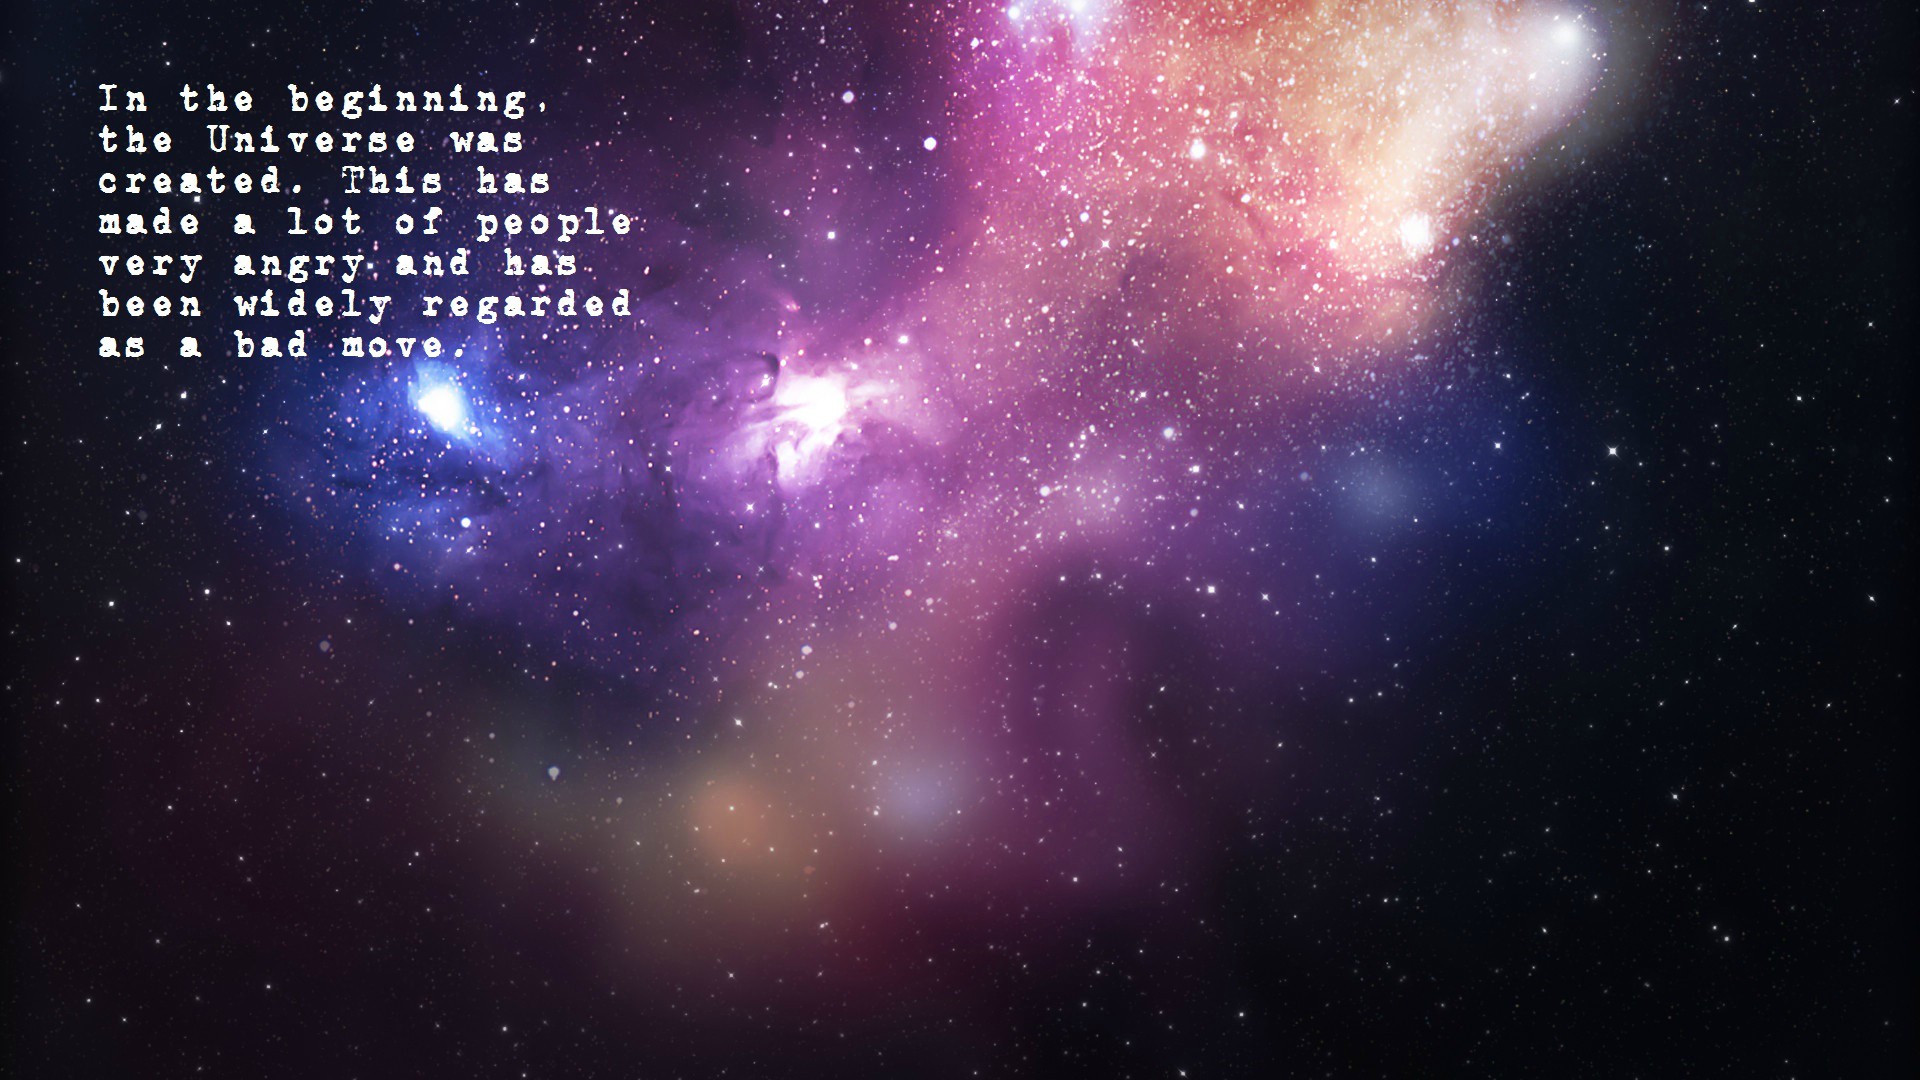 In the beginning,
the Universe was
created. This has
made a lot of people
very angry and has
been widely regarded
as a bad move.